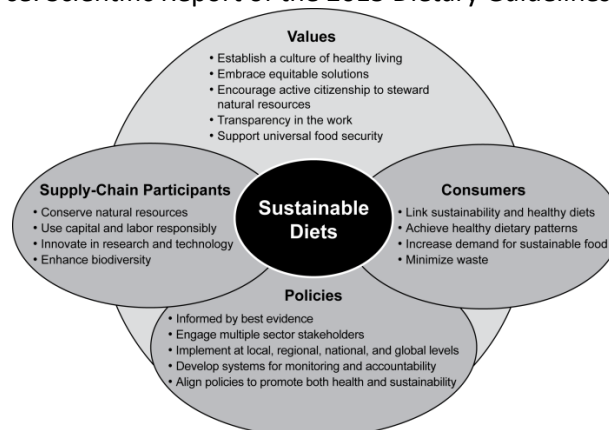 Scientific Report of the 2015 Dietary Guidelines
Values
• Establish a culture of healthy living
• Embrace equitable solutions
• Encourage active citizenship to steward
natural resources
• Transparency in the work
• Support universal food security
Supply-Chain Participants
• Conserve natural resources
• Use capital and labor responsibly
• Innovate in research and technology
• Enhance biodiversity
Sustainable
Diets
Consumers
• Link sustainability and healthy diets
• Achieve healthy dietary patterns
• Increase demand for sustainable food
• Minimize waste
Policies
• Informed by best evidence
• Engage multiple sector stakeholders
• Implement at local, regional, national, and global levels
• Develop systems for monitoring and accountability
• Align policies to promote both health and sustainability